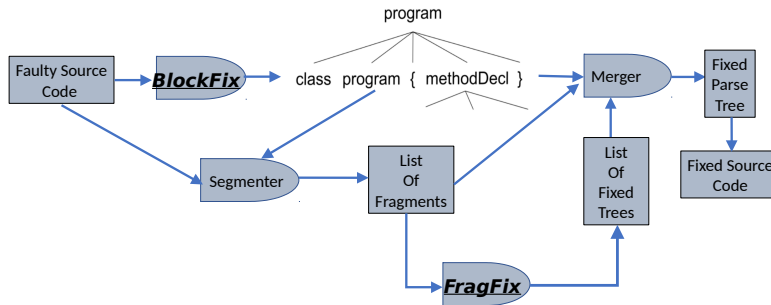 program
Faulty Source
Code
BlockFix
class program { methodDecl }
Merger
Fixed
Parse
Tree
Segmenter
List
Of
Fragments
List
Of
Fixed
Trees
Fixed Source
Code
FragFix